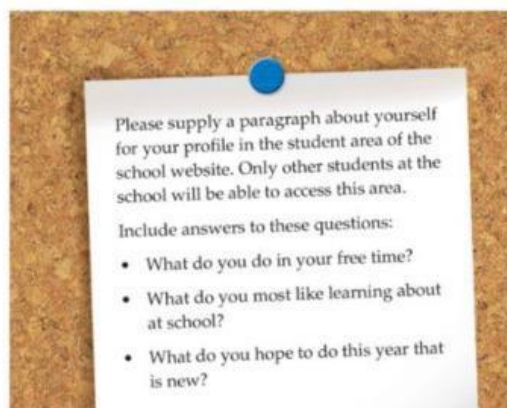 Please supply a paragraph about yourself
for your profile in the student area of the
school website. Only other students at the
school will be able to access this area.
Include answers to these questions:
• What do you do in your free time?
• What do you most like learning about
at school?
• What do you hope to do this year that
is new?